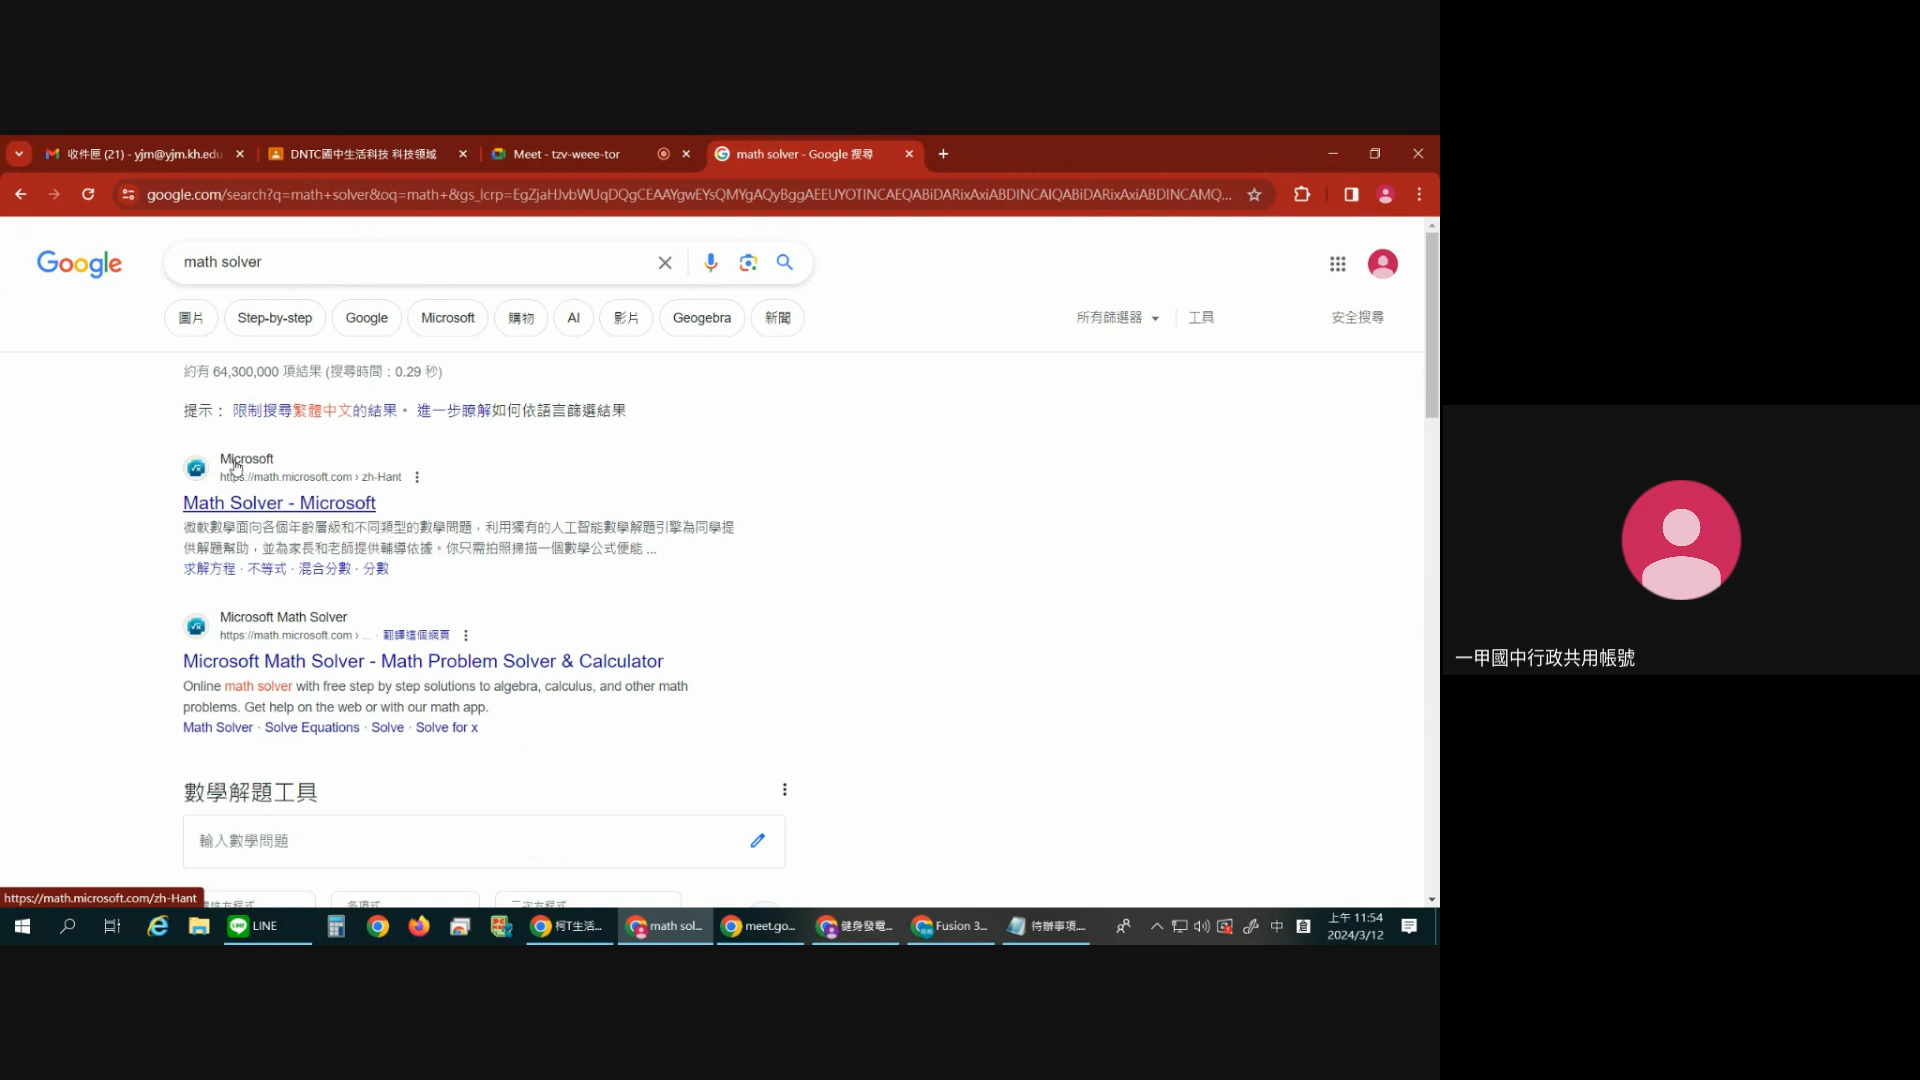 收件匣 (21) - yjm@yjm.kh.edu
DNTC國中生活科技 科技領域
Meet - tzv-weee-tor
math solver - Google 搜尋
google.com/search?q=math+solver&oq=math+&gs_lcrp=EgZjaHJvbWUqDQgCEAAYgwEYsQMYgAQyBggAEEUYOTINCAEQABiDARixAxiABDINCAIQABiDARixAxiABDINCAMQ...
Google
math solver
圖片
Step-by-step
Google
Microsoft
購物
AI
影片
Geogebra
新聞
所有篩選器
工具
安全搜尋
約有 64,300,000 項結果 (搜尋時間：0.29 秒)
提示： 限制搜尋繁體中文的結果。 進一步瞭解如何依語言篩選結果
Microsoft
https://math.microsoft.com › zh-Hant
Math Solver - Microsoft
微軟數學面向各個年齡層級和不同類型的數學問題，利用獨有的人工智能數學解題引擎為同學提
供解題幫助，並為家長和老師提供輔導依據。你只需拍照掃描一個數學公式便能 ...
求解方程 · 不等式 · 混合分數 · 分數
Microsoft Math Solver
https://math.microsoft.com › ... · 翻譯這個網頁
Microsoft Math Solver - Math Problem Solver & Calculator
Online math solver with free step by step solutions to algebra, calculus, and other math
problems. Get help on the web or with our math app.
Math Solver · Solve Equations · Solve · Solve for x
數學解題工具
輸入數學問題
多項式
二次方程式
https://math.microsoft.com/zh-Hant
LINE
柯T生活...
math sol...
meet.go...
健身發電...
Fusion 3...
待辦事項...
中
倉
上午 11:54
2024/3/12
一甲國中行政共用帳號